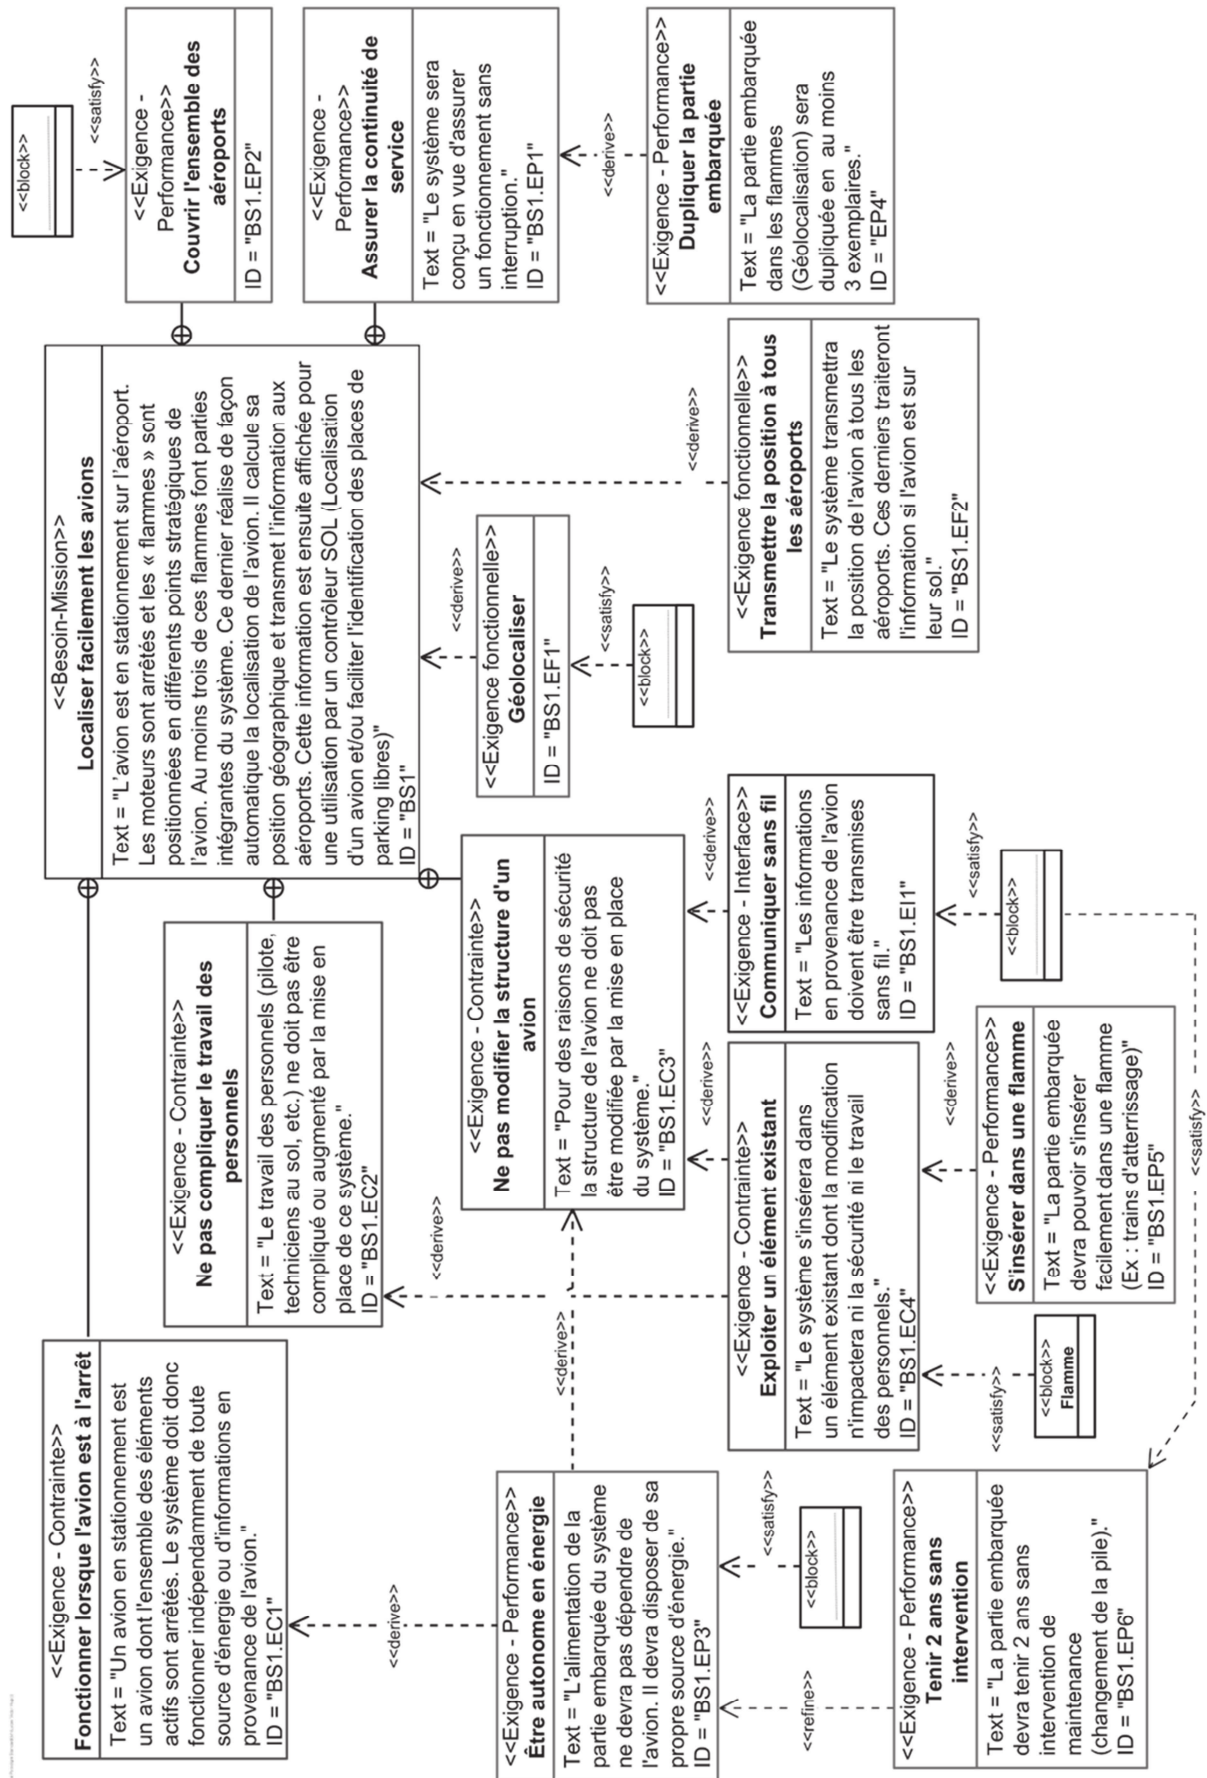 <<Besoin-Mission>>
Localiser facilement les avions
Text = "L'avion est en stationnement sur l'aéroport.
Les moteurs sont arrêtés et les « flammes » sont
positionnées en différents points stratégiques de
l'avion. Au moins trois de ces flammes font parties
intégrantes du système. Ce dernier réalise de façon
automatique la localisation de l'avion. Il calcule sa
position géographique et transmet l'information aux
aéroports. Cette information est ensuite affichée pour
une utilisation par un contrôleur SOL (Localisation
d'un avion et/ou faciliter l'identification des places de
parking libres)"
ID = "BS1"
<<Exigence - Contrainte>>
Fonctionner lorsque l'avion est à l'arrêt
Text = "Un avion en stationnement est
un avion dont l'ensemble des éléments
actifs sont arrêtés. Le système doit donc
fonctionner indépendamment de toute
source d'énergie ou d'informations en
provenance de l'avion."
ID = "BS1.EC1"
<<Exigence - Contrainte>>
Ne pas compliquer le travail des
personnels
Text = "Le travail des personnels (pilote,
techniciens au sol, etc.) ne doit pas être
compliqué ou augmenté par la mise en
place de ce système."
ID = "BS1.EC2"
<<block>>
<<satisfy>>
<<Exigence -
Performance>>
Couvrir l'ensemble des
aéroports
ID = "BS1.EP2"
<<Exigence -
Performance>>
Assurer la continuité de
service
Text = "Le système sera
conçu en vue d'assurer
un fonctionnement sans
interruption."
ID = "BS1.EP1"
<<derive>>
<<derive>>
<<derive>>
<<derive>>
<<derive>>
<<derive>>
<<Exigence - Contrainte>>
Ne pas modifier la structure d'un
avion
Text = "Pour des raisons de sécurité
la structure de l'avion ne doit pas
être modifiée par la mise en place
du système."
ID = "BS1.EC3"
<<Exigence fonctionnelle>>
Géolocaliser
ID = "BS1.EF1"
<<satisfy>>
<<block>>
<<Exigence - Performance>>
Être autonome en énergie
Text = "L'alimentation de la
partie embarquée du système
ne devra pas dépendre de
l'avion. Il devra disposer de sa
propre source d'énergie."
ID = "BS1.EP3"
<<derive>>
<<derive>>
<<Exigence - Performance>>
Dupliquer la partie
embarquée
Text = "La partie embarquée
dans les flammes
(Géolocalisation) sera
dupliquée en au moins
3 exemplaires."
ID = "EP4"
<<Exigence - Contrainte>>
Exploiter un élément existant
Text = "Le système s'insérera dans
un élément existant dont la modification
n'impactera ni la sécurité ni le travail
des personnels."
ID = "BS1.EC4"
<<Exigence - Interface>>
Communiquer sans fil
Text = "Les informations
en provenance de l'avion
doivent être transmises
sans fil."
ID = "BS1.EI1"
<<Exigence fonctionnelle>>
Transmettre la position à tous
les aéroports
Text = "Le système transmettra
la position de l'avion à tous les
aéroports. Ces derniers traiteront
l'information si l'avion est sur
leur sol."
ID = "BS1.EF2"
<<satisfy>>
<<block>>
<<refine>>
<<satisfy>>
<<block>>
Flamme
<<derive>>
<<satisfy>>
<<block>>
<<Exigence - Performance>>
Tenir 2 ans sans
intervention
Text = "La partie embarquée
devra tenir 2 ans sans
intervention de
maintenance
(changement de la pile)."
ID = "BS1.EP6"
<<Exigence - Performance>>
S'insérer dans une flamme
Text = "La partie embarquée
devra pouvoir s'insérer
facilement dans une flamme
(Ex : trains d'atterrissage)"
ID = "BS1.EP5"
<<satisfy>>